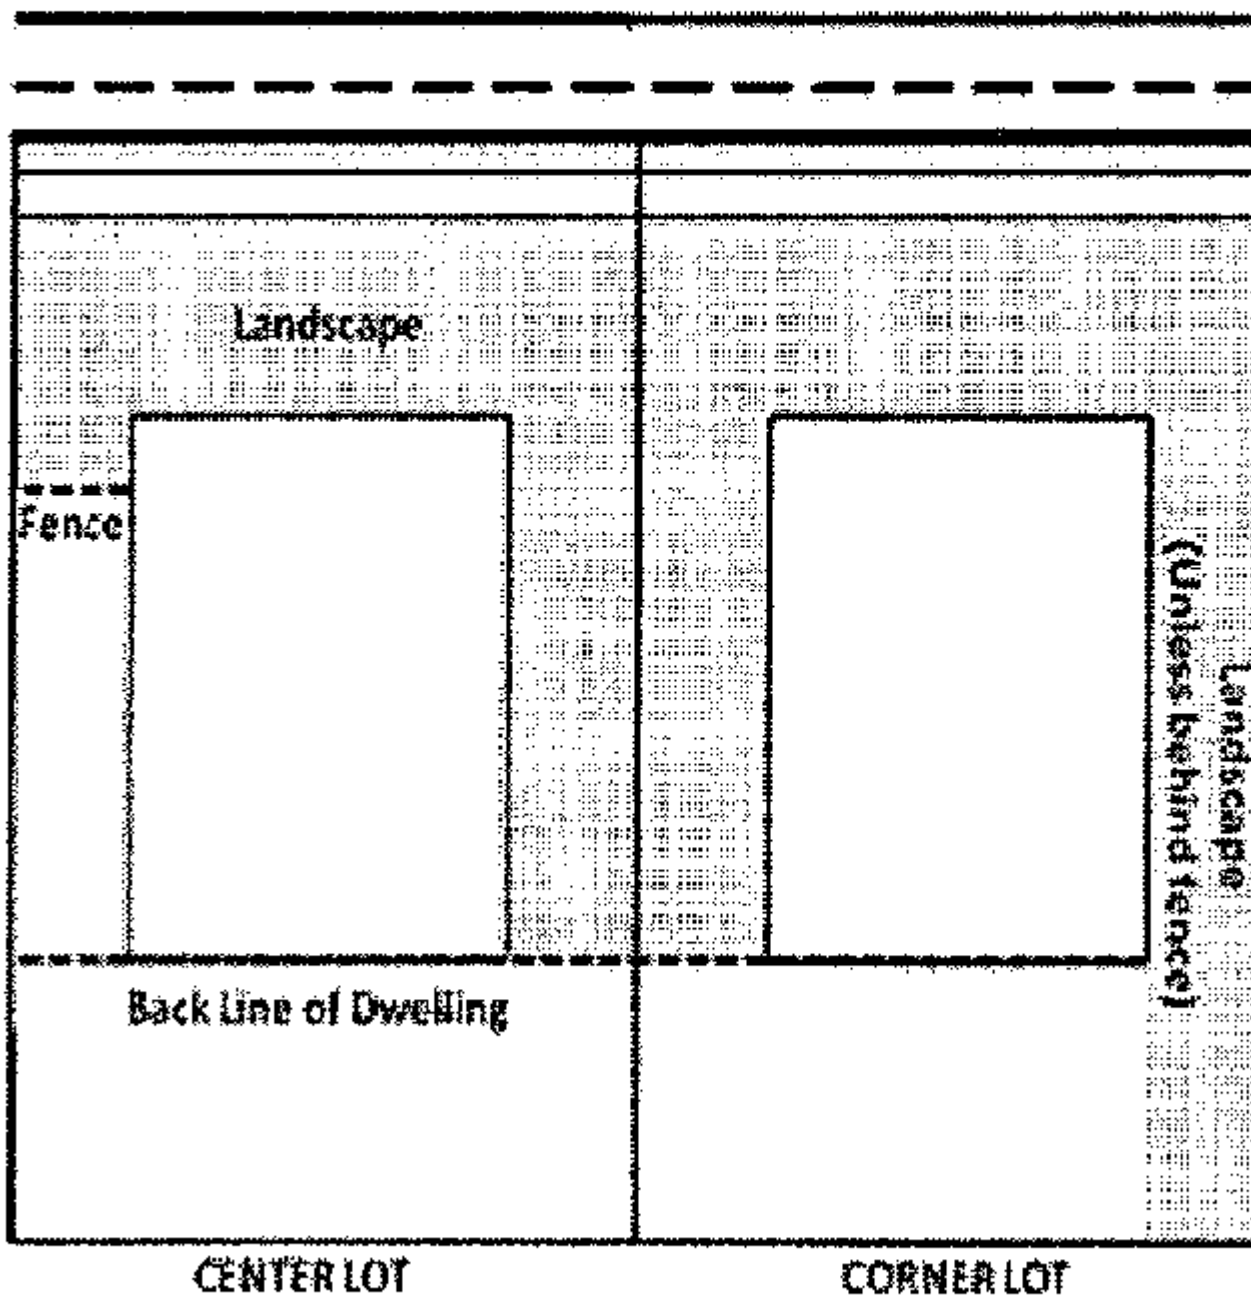 Landscape
Fence
Landscape
(Unless behind fence)
Back Line of Dwelling
CENTER LOT
CORNER LOT